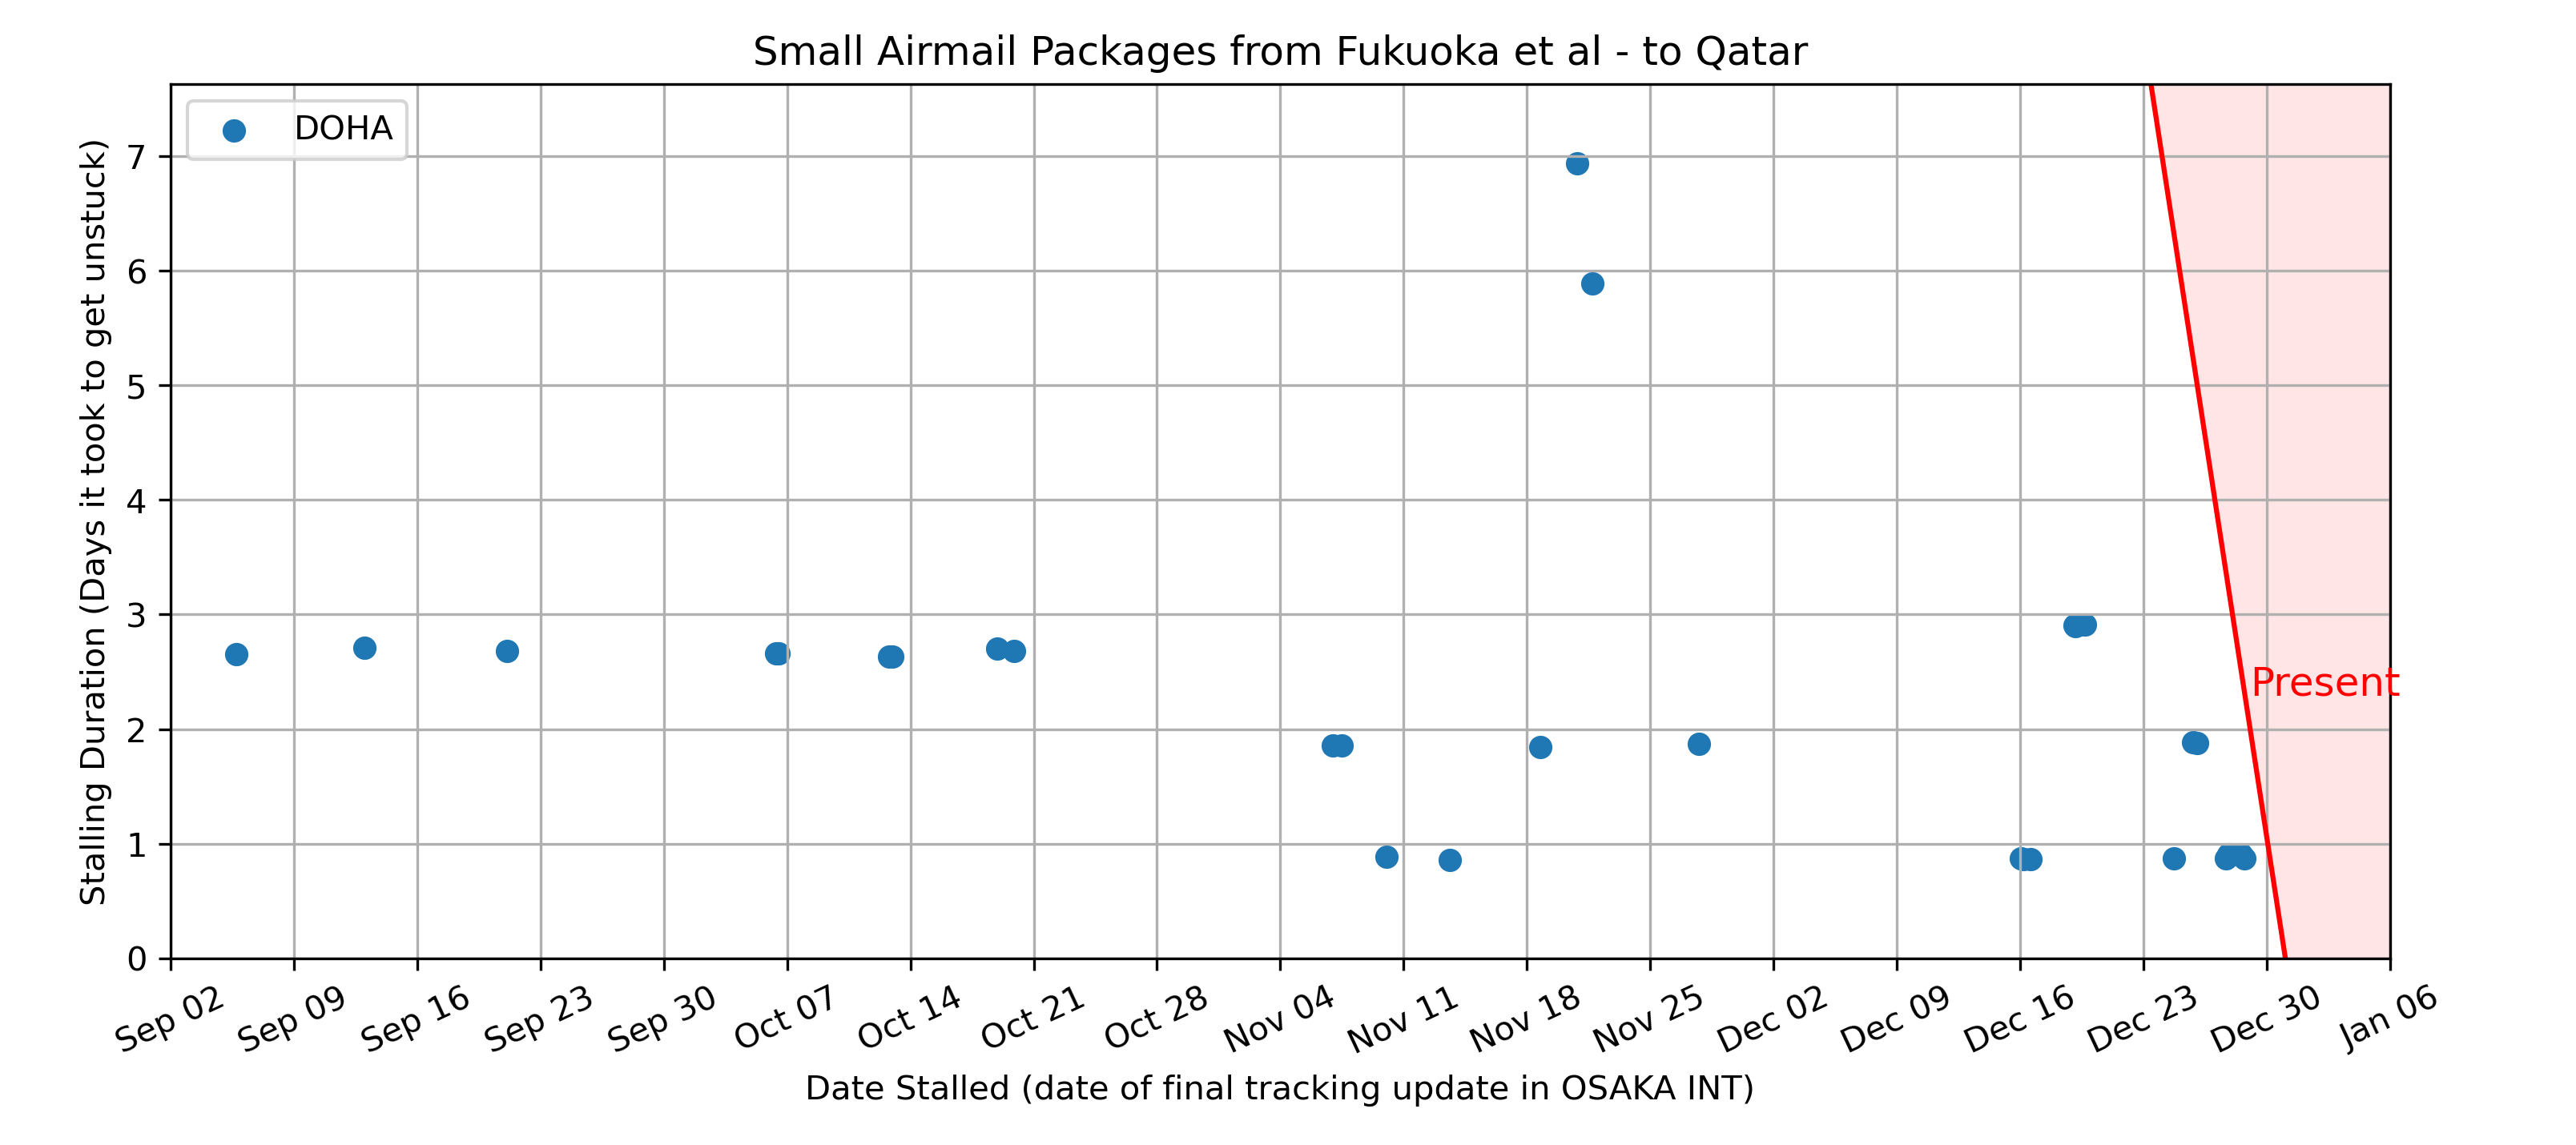 Small Airmail Packages from Fukuoka et al - to Qatar
DOHA
Stalling Duration (Days it took to get unstuck)
7
6
5
4
3
2
1
0
Present
Sep 02
Sep 09
Sep 16
Sep 23
Sep 30
Oct 07
Oct 14
Oct 21
Oct 28
Nov 04
Nov 11
Nov 18
Nov 25
Dec 02
Dec 09
Dec 16
Dec 23
Dec 30
Jan 06
Date Stalled (date of final tracking update in OSAKA INT)